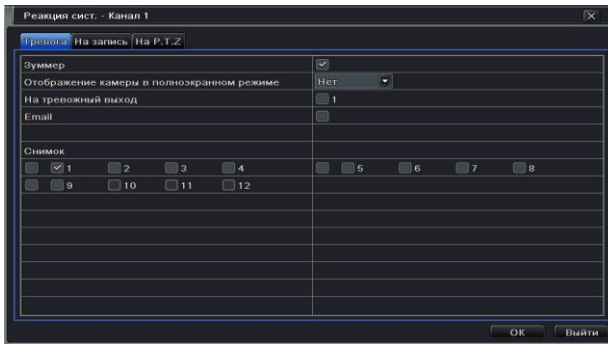 Реакция сист. - Канал 1
Тревога На запись На P.T.Z
Зуммер
Отображение камеры в полноэкранном режиме Нет
На тревожный выход 1
Email
Снимок
1 2 3 4 5 6 7 8
9 10 11 12
ОК Выйти